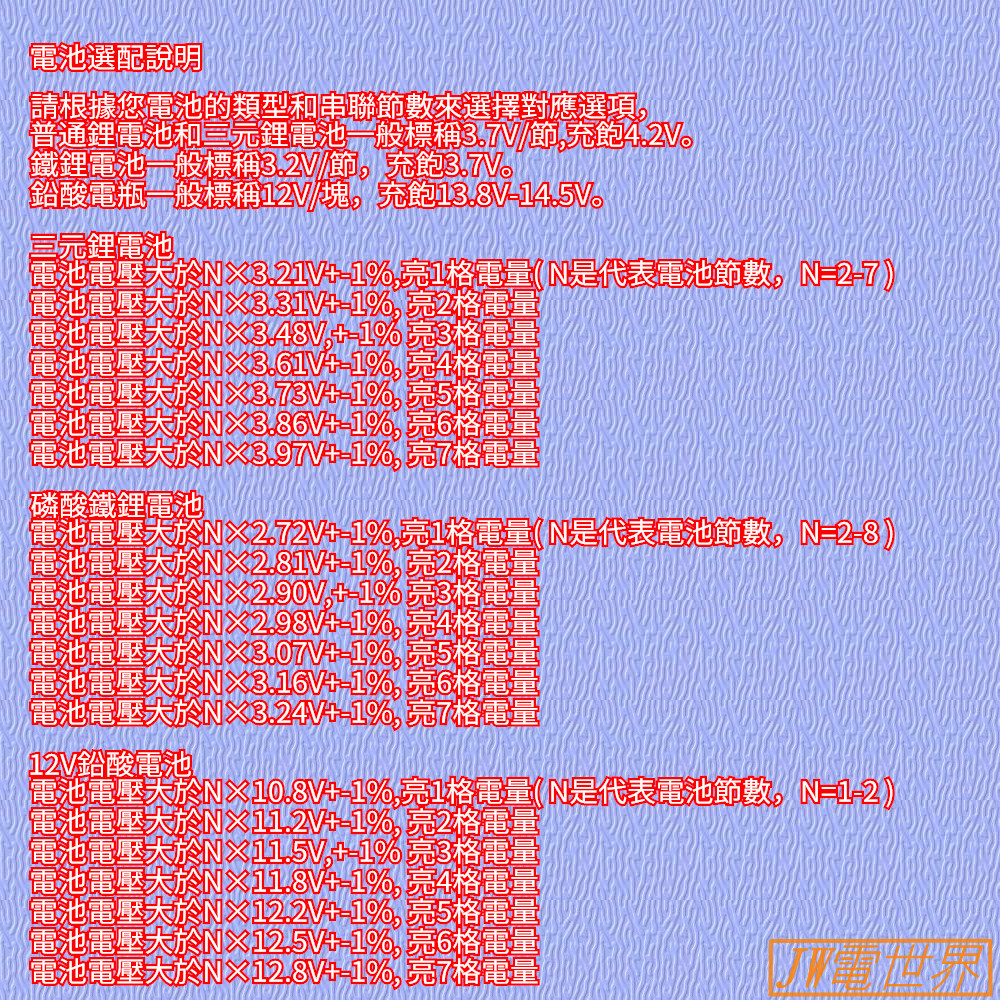 電池選配說明
請根據您電池的類型和串聯節數來選擇對應選項，
普通鋰電池和三元鋰電池一般標稱3.7V/節,充飽4.2V。
鐵鋰電池一般標稱3.2V/節，充飽3.7V。
鉛酸電瓶一般標稱12V/塊，充飽13.8V-14.5V。
三元鋰電池
電池電壓大於N×3.21V+-1%,亮1格電量( N是代表電池節數，N=2-7 )
電池電壓大於N×3.31V+-1%, 亮2格電量
電池電壓大於N×3.48V,+-1% 亮3格電量
電池電壓大於N×3.61V+-1%, 亮4格電量
電池電壓大於N×3.73V+-1%, 亮5格電量
電池電壓大於N×3.86V+-1%, 亮6格電量
電池電壓大於N×3.97V+-1%, 亮7格電量
磷酸鐵鋰電池
電池電壓大於N×2.72V+-1%,亮1格電量( N是代表電池節數，N=2-8 )
電池電壓大於N×2.81V+-1%, 亮2格電量
電池電壓大於N×2.90V,+-1% 亮3格電量
電池電壓大於N×2.98V+-1%, 亮4格電量
電池電壓大於N×3.07V+-1%, 亮5格電量
電池電壓大於N×3.16V+-1%, 亮6格電量
電池電壓大於N×3.24V+-1%, 亮7格電量
12V鉛酸電池
電池電壓大於N×10.8V+-1%,亮1格電量( N是代表電池節數，N=1-2 )
電池電壓大於N×11.2V+-1%, 亮2格電量
電池電壓大於N×11.5V,+-1% 亮3格電量
電池電壓大於N×11.8V+-1%, 亮4格電量
電池電壓大於N×12.2V+-1%, 亮5格電量
電池電壓大於N×12.5V+-1%, 亮6格電量
電池電壓大於N×12.8V+-1%, 亮7格電量
JW電世界